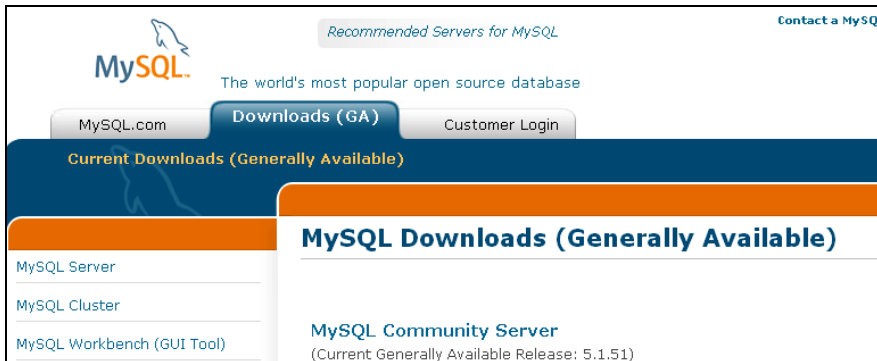 Contact a MySQ
Recommended Servers for MySQL
MySQL
The world's most popular open source database
MySQL.com
Downloads (GA)
Customer Login
Current Downloads (Generally Available)
MySQL Downloads (Generally Available)
MySQL Server
MySQL Cluster
MySQL Workbench (GUI Tool)
MySQL Community Server
(Current Generally Available Release: 5.1.51)